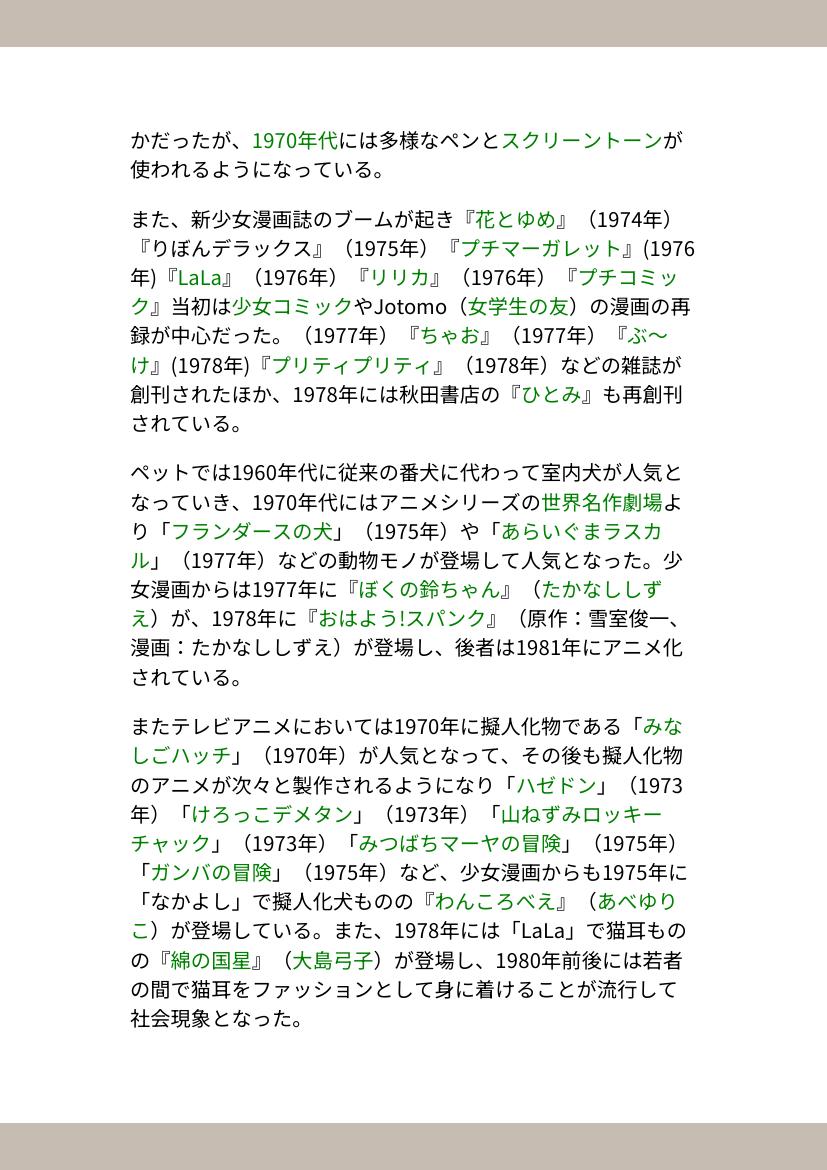 かだったが、1970年代には多様なペンとスクリーントーンが
使われるようになっている。
また、新少女漫画誌のブームが起き『花とゆめ』（1974年）
『りぼんデラックス』（1975年）『プチマーガレット』(1976
年)『LaLa』（1976年）『リリカ』（1976年）『プチコミッ
ク』当初は少女コミックやJotomo（女学生の友）の漫画の再
録が中心だった。（1977年）『ちゃお』（1977年）『ぶ〜
け』(1978年)『プリティプリティ』（1978年）などの雑誌が
創刊されたほか、1978年には秋田書店の『ひとみ』も再創刊
されている。
ペットでは1960年代に従来の番犬に代わって室内犬が人気と
なっていき、1970年代にはアニメシリーズの世界名作劇場よ
り「フランダースの犬」（1975年）や「あらいぐまラスカ
ル」（1977年）などの動物モノが登場して人気となった。少
女漫画からは1977年に『ぼくの鈴ちゃん』（たかなししず
え）が、1978年に『おはよう!スパンク』（原作：雪室俊一、
漫画：たかなししずえ）が登場し、後者は1981年にアニメ化
されている。
またテレビアニメにおいては1970年に擬人化物である「みな
しごハッチ」（1970年）が人気となって、その後も擬人化物
のアニメが次々と製作されるようになり「ハゼドン」（1973
年）「けろっこデメタン」（1973年）「山ねずみロッキー
チャック」（1973年）「みつばちマーヤの冒険」（1975年）
「ガンバの冒険」（1975年）など、少女漫画からも1975年に
「なかよし」で擬人化犬ものの『わんころべえ』（あべゆり
こ）が登場している。また、1978年には「LaLa」で猫耳もの
の『綿の国星』（大島弓子）が登場し、1980年前後には若者
の間で猫耳をファッションとして身に着けることが流行して
社会現象となった。